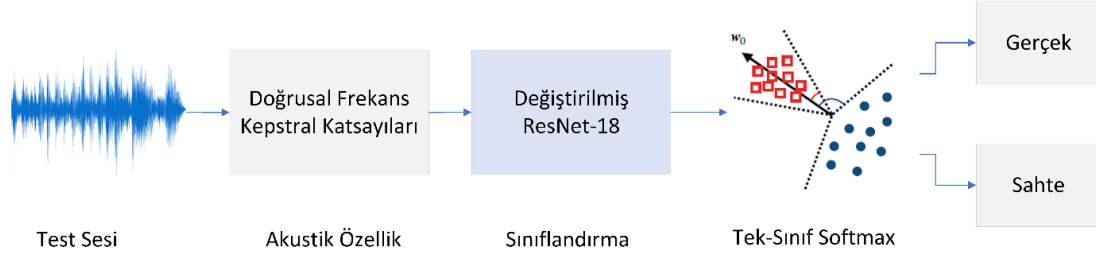 w₀
Gerçek
Doğrusal Frekans
Kepstral Katsayıları
Değiştirilmiş
ResNet-18
Sahte
Test Sesi
Akustik Özellik
Sınıflandırma
Tek-Sınıf Softmax